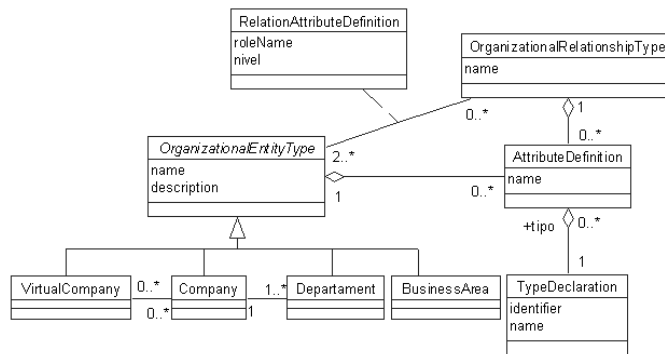 RelationAttributeDefinition
roleName
nivel
OrganizationalRelationshipType
name
0..*
1
0..*
OrganizationalEntityType
name
description
2..*
1
0..*
AttributeDefinition
name
+tipo
0..*
1
VirtualCompany
0..*
0..*
Company
1..*
1
Departament
BusinessArea
TypeDeclaration
identifier
name